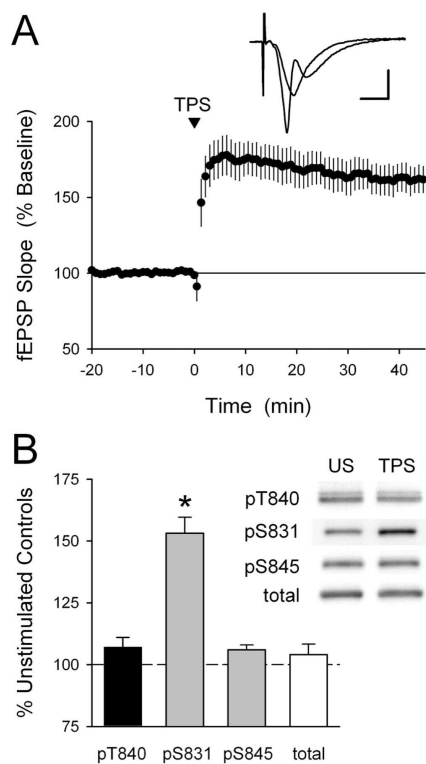 A
TPS
200
150
100
50
fEPSP Slope (% Baseline)
-20 -10 0 10 20 30 40
Time (min)
B
US TPS
pT840
pS831
pS845
total
175
150
125
100
75
% Unstimulated Controls
*
pT840 pS831 pS845 total